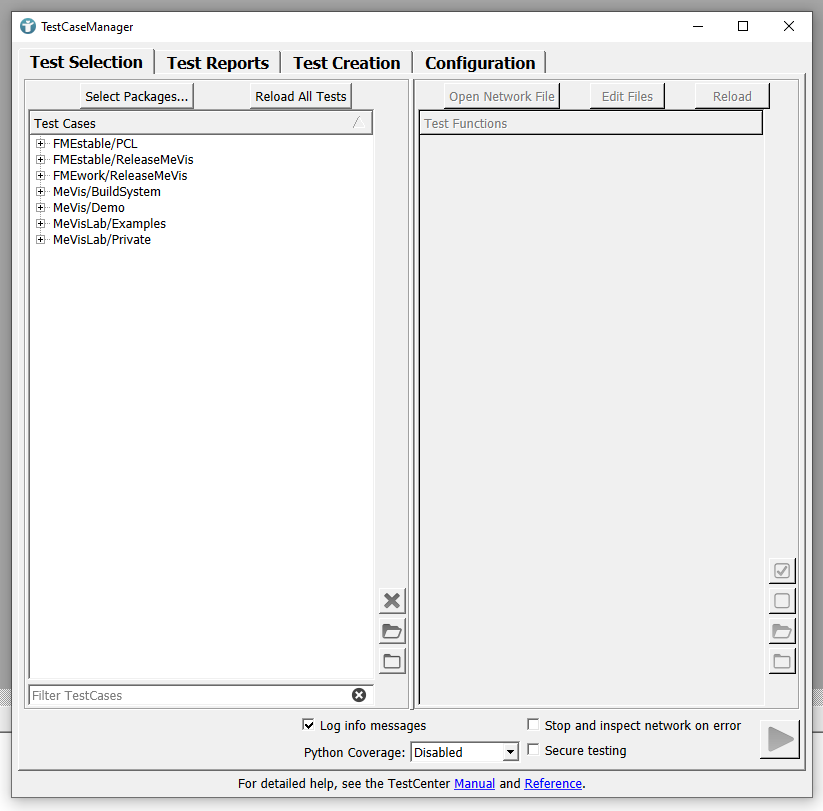 TestCaseManager
Test Selection Test Reports Test Creation Configuration
Select Packages... Reload All Tests Open Network File Edit Files Reload
Test Cases
FMEstable/PCL
FMEstable/ReleaseMeVis
FMEwork/ReleaseMeVis
MeVis/BuildSystem
MeVis/Demo
MeVisLab/Examples
MeVisLab/Private
Filter TestCases
Test Functions
Log info messages Stop and inspect network on error
Python Coverage: Disabled Secure testing
For detailed help, see the TestCenter Manual and Reference.